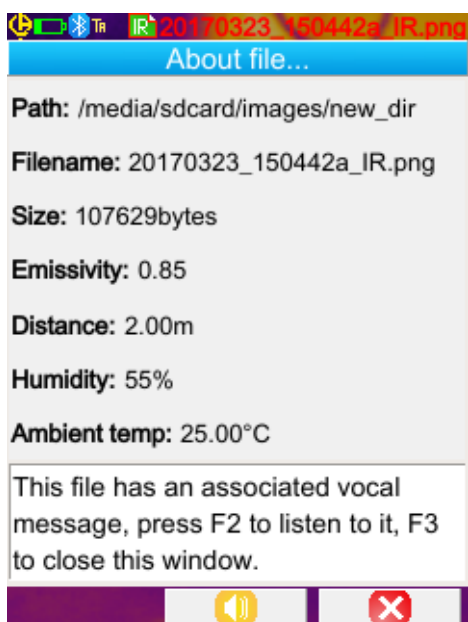 TR IR 20170323_150442a_IR.png
About file...
Path: /media/sdcard/images/new_dir
Filename: 20170323_150442a_IR.png
Size: 107629bytes
Emissivity: 0.85
Distance: 2.00m
Humidity: 55%
Ambient temp: 25.00°C
This file has an associated vocal
message, press F2 to listen to it, F3
to close this window.